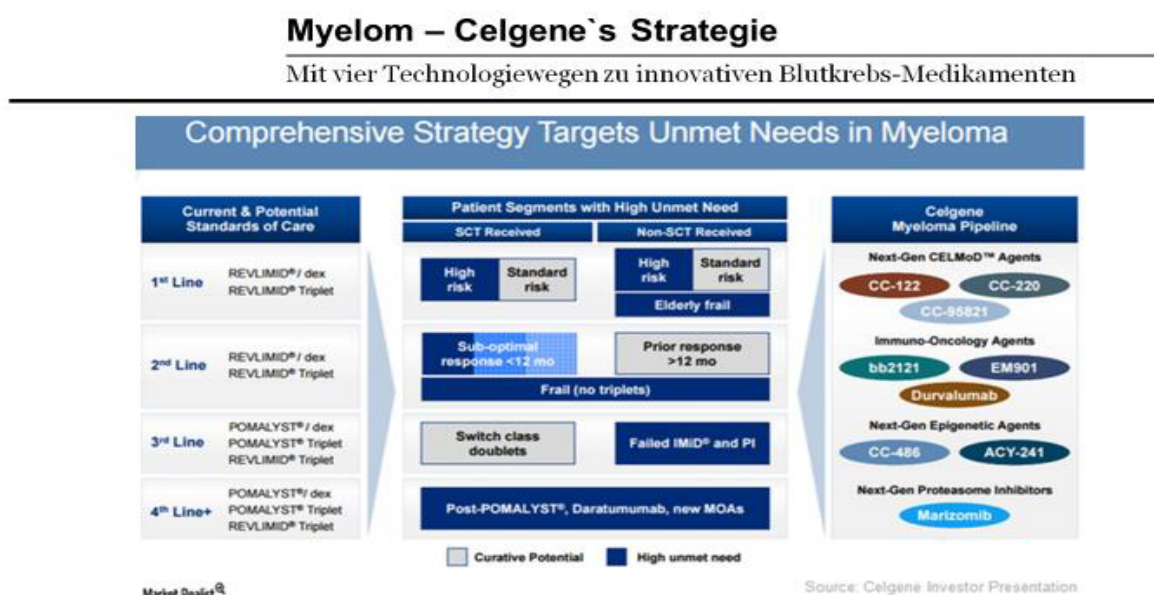 Myelom – Celgene`s Strategie
Mit vier Technologiewegen zu innovativen Blutkrebs-Medikamenten
Comprehensive Strategy Targets Unmet Needs in Myeloma
Current & Potential
Standards of Care
1st Line
REVLIMID®/ dex
REVLIMID® Triplet
2nd Line
REVLIMID®/ dex
REVLIMID® Triplet
3rd Line
POMALYST®/ dex
POMALYST® Triplet
REVLIMID® Triplet
4th Line+
POMALYST®/ dex
POMALYST® Triplet
REVLIMID® Triplet
Patient Segments with High Unmet Need
SCT Received
Non-SCT Received
High
risk
Standard
risk
High
risk
Standard
risk
Elderly frail
Sub-optimal
response <12 mo
Prior response
>12 mo
Frail (no triplets)
Switch class
doublets
Failed IMiD® and PI
Post-POMALYST®, Daratumumab, new MOAs
Curative Potential
High unmet need
Celgene
Myeloma Pipeline
Next-Gen CELMoD™ Agents
CC-122
CC-220
CC-95821
Immuno-Oncology Agents
bb2121
EM901
Durvalumab
Next-Gen Epigenetic Agents
CC-486
ACY-241
Next-Gen Proteasome Inhibitors
Marizomib
Market Realist
Source: Celgene Investor Presentation